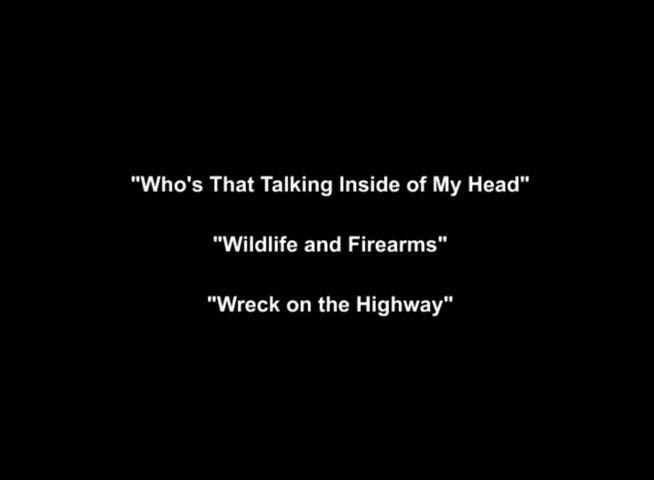 "Who's That Talking Inside of My Head"
"Wildlife and Firearms"
"Wreck on the Highway"